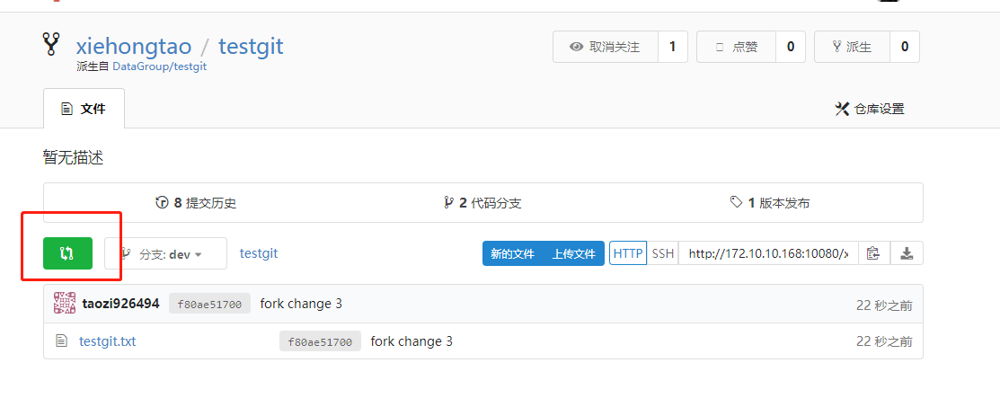 xiehongtao / testgit
取消关注 1 点赞 0 派生 0
派生自 DataGroup/testgit
文件 仓库设置
暂无描述
8 提交历史 2 代码分支 1 版本发布
分支: dev testgit 新的文件 上传文件 HTTP SSH http://172.10.10.168:10080/x
taozi926494 f80ae51700 fork change 3 22 秒之前
testgit.txt f80ae51700 fork change 3 22 秒之前